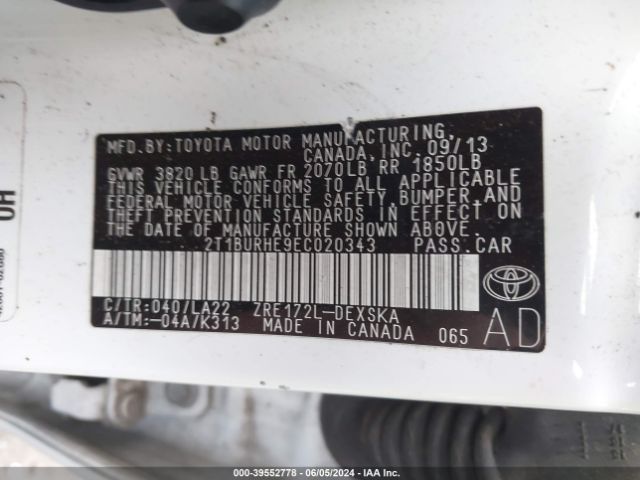 MFD.BY:TOYOTA MOTOR MANUFACTURING,
CANADA,INC. 09/13
GVWR 3820 LB GAWR FR 2070LB RR 1850LB
THIS VEHICLE CONFORMS TO ALL APPLICABLE
FEDERAL MOTOR VEHICLE SAFETY,BUMPER,AND
THEFT PREVENTION STANDARDS IN EFFECT ON
THE DATE OF MANUFACTURE SHOWN ABOVE.
2T1BURHE9EC020343 PASS.CAR
C/TR:040/LA22 ZRE172L-DEXSKA
A/TM:-04A/K313 MADE IN CANADA 065
AD
000-39552778 - 06/05/2024 - IAA Inc.